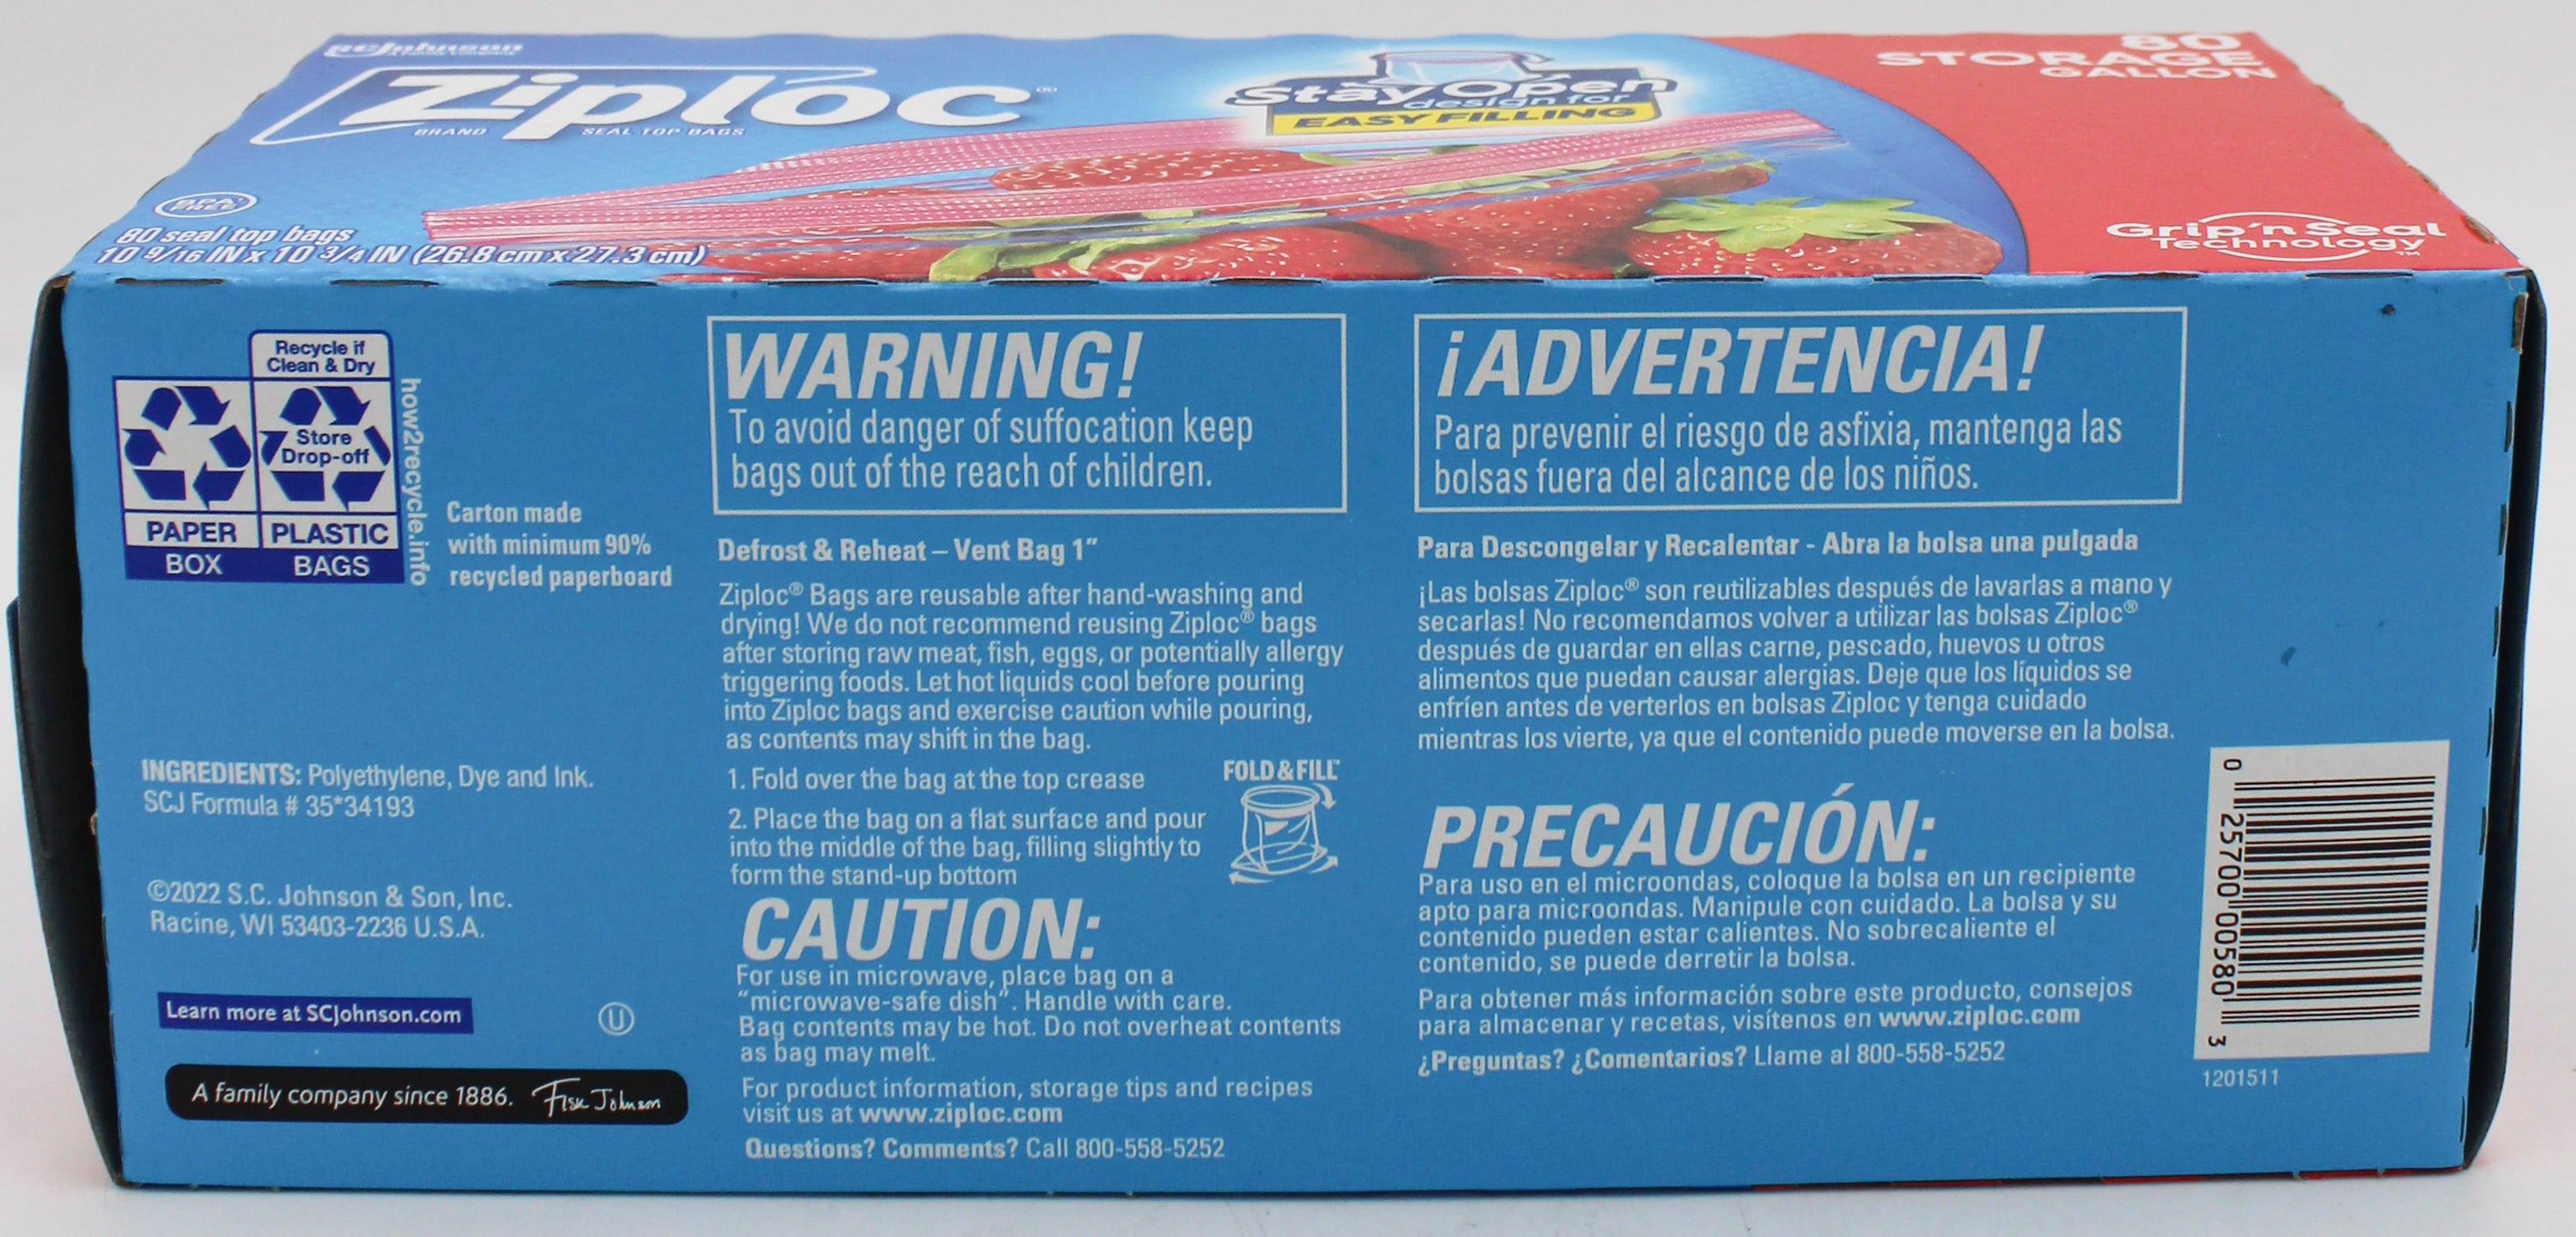 SC Johnson
A FAMILY COMPANY
Ziploc®
BRAND SEAL TOP BAGS
BPA FREE
80 seal top bags
10 9/16 IN x 10 3/4 IN (26.8 cm x 27.3 cm)
Stay Open
design for
EASY FILLING
80
STORAGE
GALLON
Grip'n Seal
Technology™
Recycle if
Clean & Dry
Store
Drop-off
PAPER PLASTIC
BOX BAGS
how2recycle.info
Carton made
with minimum 90%
recycled paperboard
INGREDIENTS: Polyethylene, Dye and Ink.
SCJ Formula # 35*34193
©2022 S.C. Johnson & Son, Inc.
Racine, WI 53403-2236 U.S.A.
Learn more at SCJohnson.com
U
A family company since 1886. Fisk Johnson
WARNING!
To avoid danger of suffocation keep
bags out of the reach of children.
Defrost & Reheat – Vent Bag 1”
Ziploc® Bags are reusable after hand-washing and
drying! We do not recommend reusing Ziploc® bags
after storing raw meat, fish, eggs, or potentially allergy
triggering foods. Let hot liquids cool before pouring
into Ziploc bags and exercise caution while pouring,
as contents may shift in the bag.
1. Fold over the bag at the top crease
2. Place the bag on a flat surface and pour
into the middle of the bag, filling slightly to
form the stand-up bottom
FOLD & FILL™
CAUTION:
For use in microwave, place bag on a
“microwave-safe dish”. Handle with care.
Bag contents may be hot. Do not overheat contents
as bag may melt.
For product information, storage tips and recipes
visit us at www.ziploc.com
Questions? Comments? Call 800-558-5252
¡ADVERTENCIA!
Para prevenir el riesgo de asfixia, mantenga las
bolsas fuera del alcance de los niños.
Para Descongelar y Recalentar - Abra la bolsa una pulgada
¡Las bolsas Ziploc® son reutilizables después de lavarlas a mano y
secarlas! No recomendamos volver a utilizar las bolsas Ziploc®
después de guardar en ellas carne, pescado, huevos u otros
alimentos que puedan causar alergias. Deje que los líquidos se
enfríen antes de verterlos en bolsas Ziploc y tenga cuidado
mientras los vierte, ya que el contenido puede moverse en la bolsa.
PRECAUCIÓN:
Para uso en el microondas, coloque la bolsa en un recipiente
apto para microondas. Manipule con cuidado. La bolsa y su
contenido pueden estar calientes. No sobrecaliente el
contenido, se puede derretir la bolsa.
Para obtener más información sobre este producto, consejos
para almacenar y recetas, visítenos en www.ziploc.com
¿Preguntas? ¿Comentarios? Llame al 800-558-5252
0 25700 00580 3
1201511